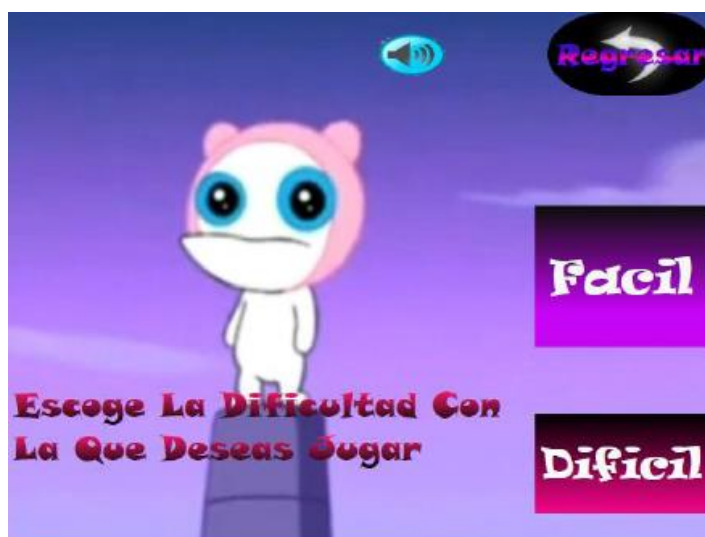 Regresar
Facil
Escoge La Dificultad Con
La Que Deseas Jugar
Dificil